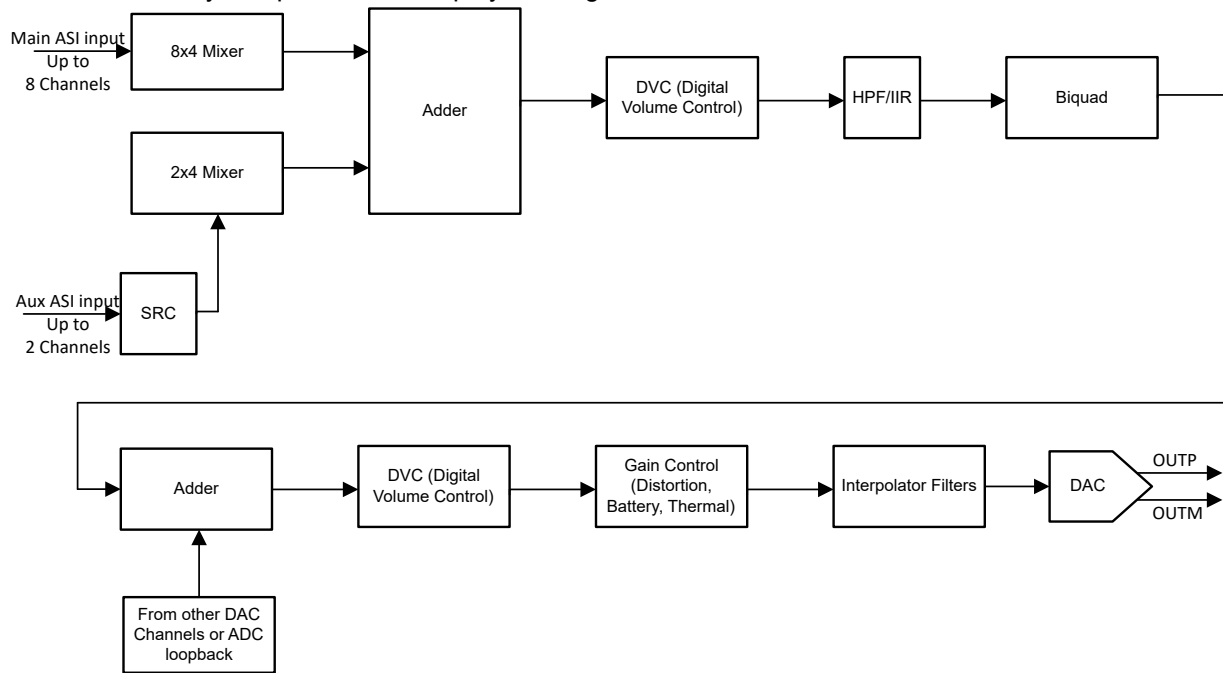 Main ASI input
Up to
8 Channels
8x4 Mixer
Adder
DVC (Digital
Volume Control)
HPF/IIR
Biquad
2x4 Mixer
Aux ASI input
Up to
2 Channels
SRC
Adder
DVC (Digital
Volume Control)
Gain Control
(Distortion,
Battery, Thermal)
Interpolator Filters
DAC
OUTP
OUTM
From other DAC
Channels or ADC
loopback